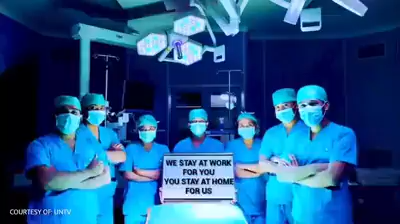 WE STAY AT WORK
FOR YOU
YOU STAY AT HOME
FOR US
COURTESY OF: UNTV